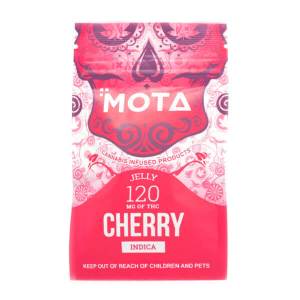 MOTA
CANNABIS INFUSED PRODUCTS
JELLY
120
MG OF THC
CHERRY
INDICA
KEEP OUT OF REACH OF CHILDREN AND PETS